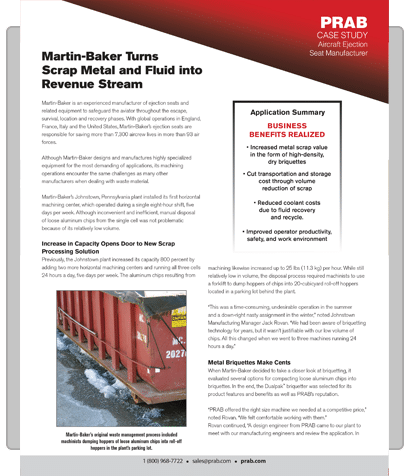 PRAB
CASE STUDY
Aircraft Ejection
Seat Manufacturer
Martin-Baker Turns
Scrap Metal and Fluid into
Revenue Stream
Martin-Baker is an experienced manufacturer of ejection seats and
related equipment to safeguard the aviator throughout the escape,
survival, location and recovery phases. With global operations in England,
France, Italy and the United States, Martin-Baker's ejection seats are
responsible for saving more than 7,300 aircrew lives in more than 93 air
forces.
Although Martin-Baker designs and manufactures highly specialized
equipment for the most demanding of applications, its machining
operations encounter the same challenges as many other
manufacturers when dealing with waste material.
Martin-Baker's Johnstown, Pennsylvania plant installed its first horizontal
machining center, which operated during a single eight-hour shift, five
days per week. Although inconvenient and inefficient, manual disposal
of loose aluminum chips from the single cell was not problematic
because of its relatively low volume.
Increase in Capacity Opens Door to New Scrap
Processing Solution
Previously, the Johnstown plant increased its capacity 800 percent by
adding two more horizontal machining centers and running all three cells
24 hours a day, five days per week. The aluminum chips resulting from
2027
Martin-Baker's original waste management process included
machinists dumping hoppers of loose aluminum chips into roll-off
hoppers in the plant's parking lot.
Application Summary
BUSINESS
BENEFITS REALIZED
• Increased metal scrap value
in the form of high-density,
dry briquettes
• Cut transportation and storage
cost through volume
reduction of scrap
• Reduced coolant costs
due to fluid recovery
and recycle.
• Improved operator productivity,
safety, and work environment
machining likewise increased up to 25 lbs (11.3 kg) per hour. While still
relatively low in volume, the disposal process required machinists to use
a forklift to dump hoppers of chips into 20-cubic-yard roll-off hoppers
located in a parking lot behind the plant.
"This was a time-consuming, undesirable operation in the summer
and a down-right nasty assignment in the winter," noted Johnstown
Manufacturing Manager Jack Rovan. "We had been aware of briquetting
technology for years, but it wasn't justifiable with our low volume of
chips. All this changed when we went to three machines running 24
hours a day."
Metal Briquettes Make Cents
When Martin-Baker decided to take a closer look at briquetting, it
evaluated several options for compacting loose aluminum chips into
briquettes. In the end, the Dualpak™ briquetter was selected for its
product features and benefits as well as PRAB's reputation.
"PRAB offered the right size machine we needed at a competitive price,"
noted Rovan. "We felt comfortable working with them."
Rovan continued, "A design engineer from PRAB came to our plant to
meet with our manufacturing engineers and review the application. In
1 (800) 968-7722 • sales@prab.com • prab.com